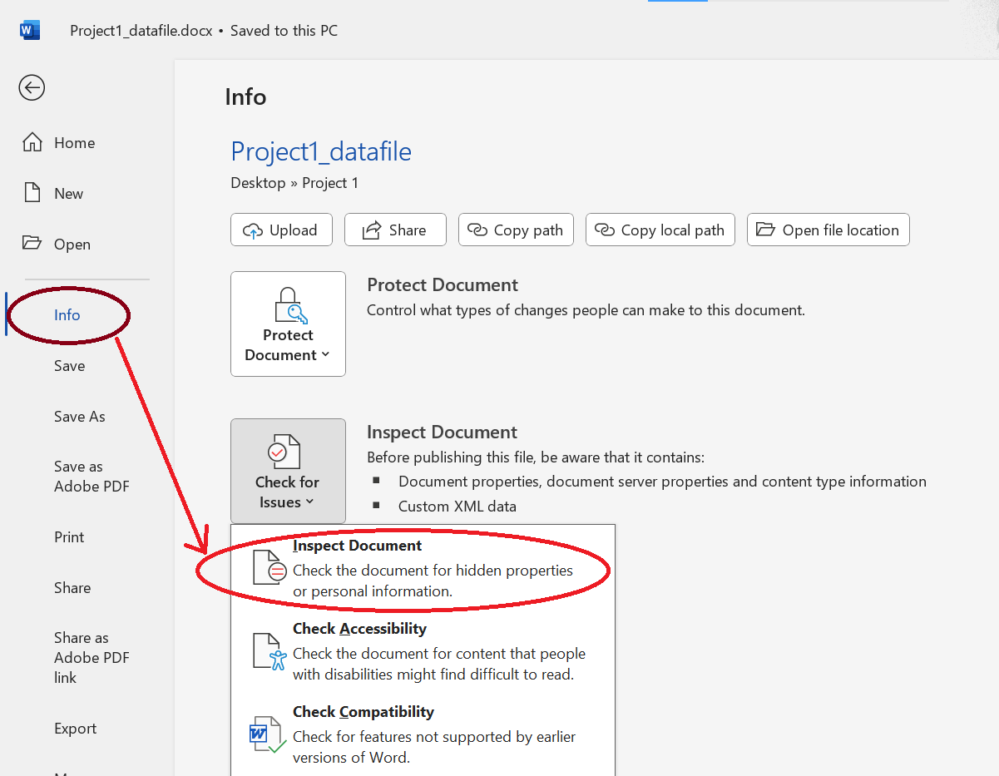 W
Project1_datafile.docx • Saved to this PC
Home
New
Open
Info
Save
Save As
Save as
Adobe PDF
Print
Share
Share as
Adobe PDF
link
Export
Info
Project1_datafile
Desktop » Project 1
Upload
Share
Copy path
Copy local path
Open file location
Protect
Document
Protect Document
Control what types of changes people can make to this document.
Check for
Issues
Inspect Document
Before publishing this file, be aware that it contains:
▪ Document properties, document server properties and content type information
▪ Custom XML data
Inspect Document
Check the document for hidden properties
or personal information.
Check Accessibility
Check the document for content that people
with disabilities might find difficult to read.
W
Check Compatibility
Check for features not supported by earlier
versions of Word.